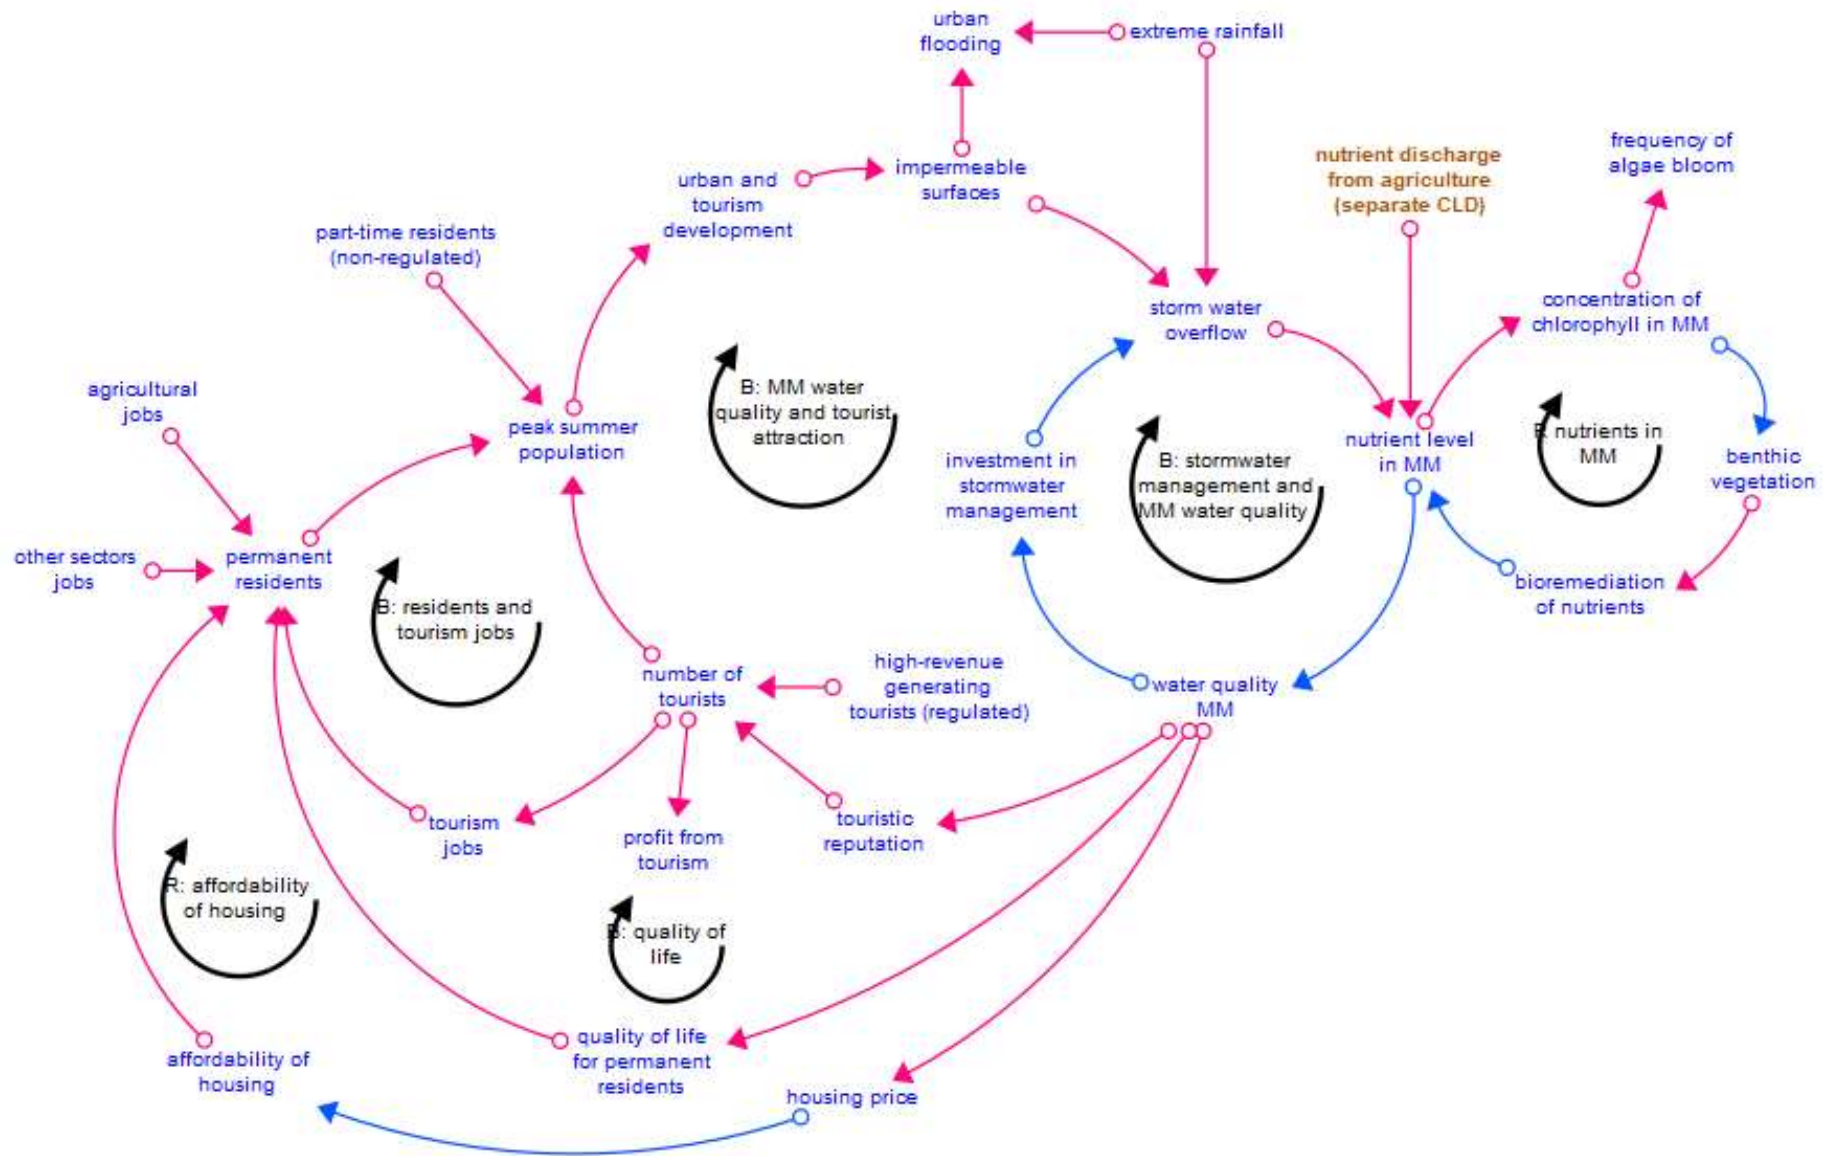 urban
flooding
extreme rainfall
frequency of
algae bloom
nutrient discharge
from agriculture
(separate CLD)
impermeable
surfaces
urban and
tourism
development
part-time residents
(non-regulated)
concentration of
chlorophyll in MM
storm water
overflow
agricultural
jobs
B: MM water
quality and tourist
attraction
peak summer
population
nutrient level
in MM
R nutrients in
MM
investment in
stormwater
management
B: stormwater
management and
MM water quality
benthic
vegetation
other sectors
jobs
permanent
residents
bioremediation
of nutrients
B: residents and
tourism jobs
number of
tourists
high-revenue
generating
tourists (regulated)
water quality
MM
tourism
jobs
profit from
tourism
touristic
reputation
R: affordability
of housing
B: quality of
life
affordability of
housing
quality of life
for permanent
residents
housing price